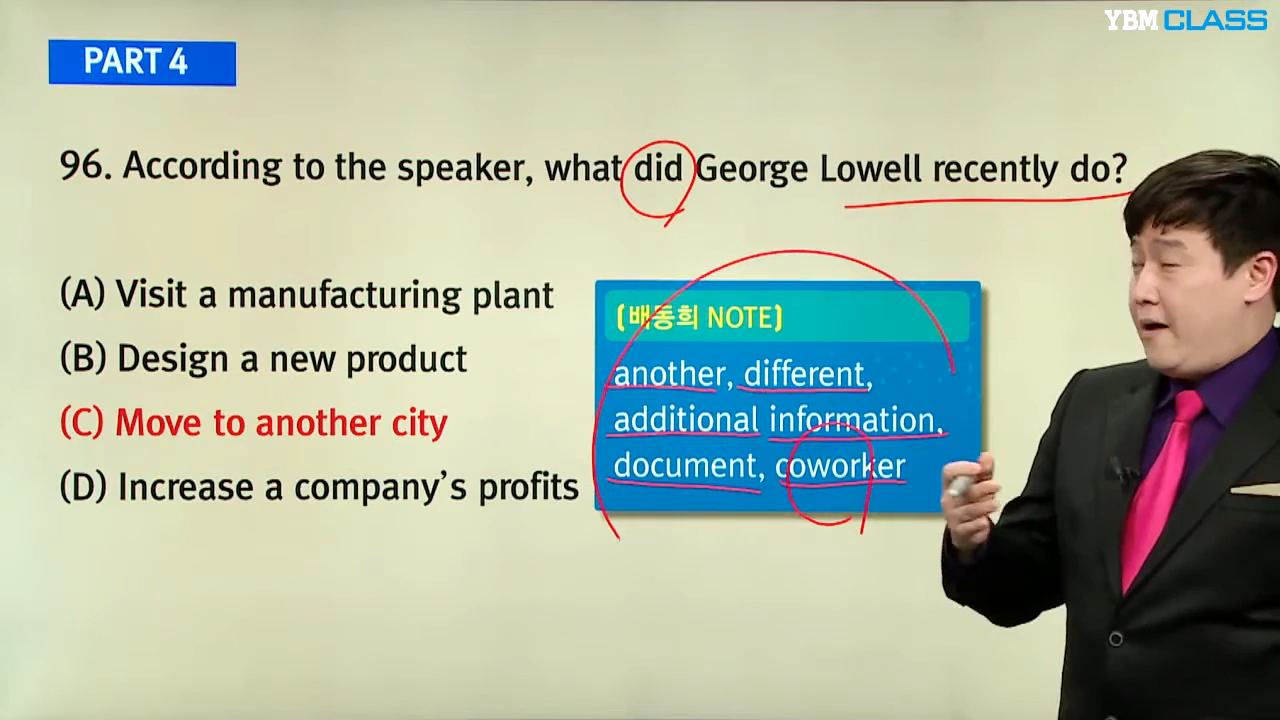 YBM CLASS
PART 4
96. According to the speaker, what did George Lowell recently do?
(A) Visit a manufacturing plant
(B) Design a new product
(C) Move to another city
(D) Increase a company's profits
[배동희 NOTE]
another, different,
additional information,
document, coworker